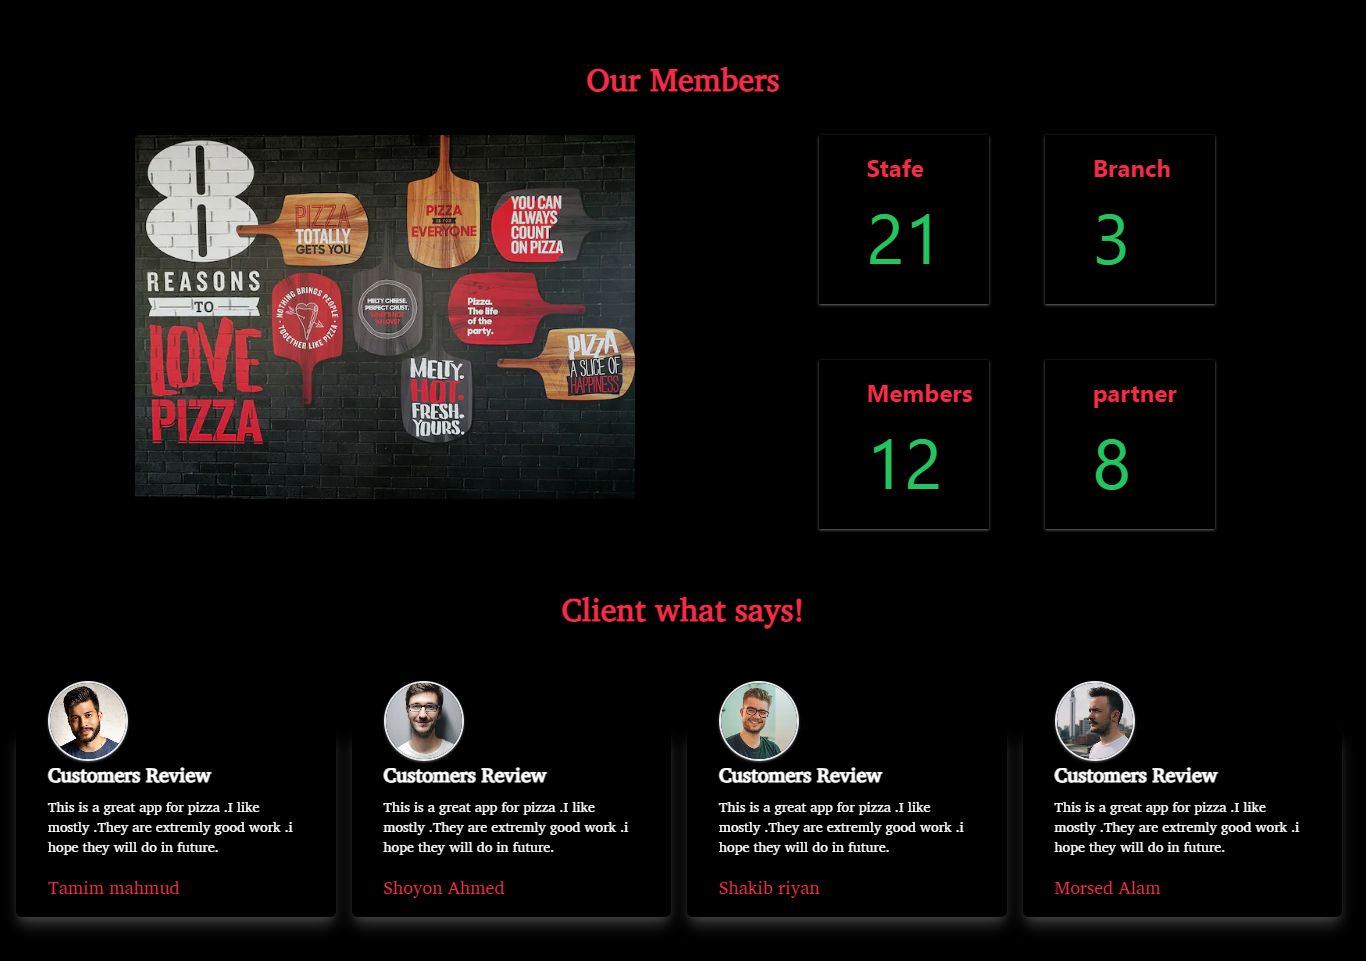 Our Members
8
REASONS
TO
LOVE
PIZZA
PIZZA
TOTALLY
GETS YOU
PIZZA
IS FOR
EVERYONE
YOU CAN
ALWAYS
COUNT
ON PIZZA
NOTHING BRINGS PEOPLE
TOGETHER LIKE PIZZA
MELTY CHEESE.
PERFECT CRUST.
WHAT'S NOT
TO LOVE?
Pizza.
The life
of the
party.
PIZZA
A SLICE OF
HAPPINESS
MELTY.
HOT.
FRESH.
YOURS.
Stafe
21
Branch
3
Members
12
partner
8
Client what says!
Customers Review
This is a great app for pizza .I like
mostly .They are extremly good work .i
hope they will do in future.
Tamim mahmud
Customers Review
This is a great app for pizza .I like
mostly .They are extremly good work .i
hope they will do in future.
Shoyon Ahmed
Customers Review
This is a great app for pizza .I like
mostly .They are extremly good work .i
hope they will do in future.
Shakib riyan
Customers Review
This is a great app for pizza .I like
mostly .They are extremly good work .i
hope they will do in future.
Morsed Alam